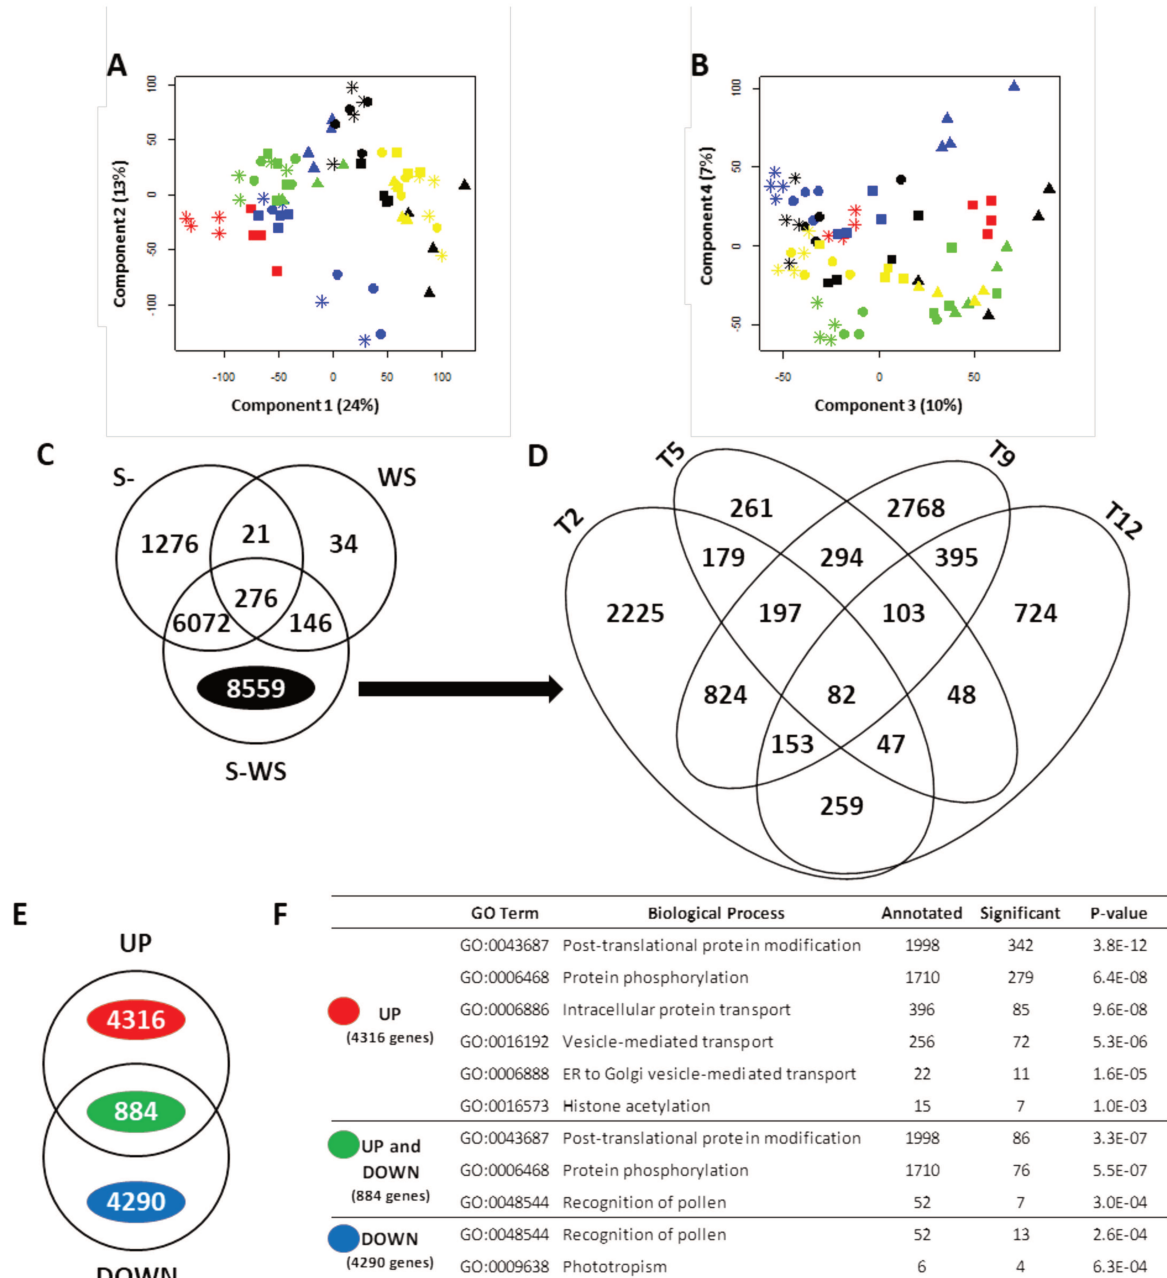 A
B
100
50
0
-50
-100
Component 2 (13%)
-100
-50
0
50
100
Component 1 (24%)
100
50
0
-50
Component 4 (7%)
-50
0
50
Component 3 (10%)
C
S-
WS
1276
21
34
276
6072
146
8559
S-WS
D
T2
T5
T9
T12
261
2768
179
294
395
2225
197
103
724
824
82
48
153
47
259
E
UP
4316
884
4290
DOWN
F
GO Term Biological Process Annotated Significant P-value
UP
(4316 genes)
GO:0043687 Post-translational protein modification 1998 342 3.8E-12
GO:0006468 Protein phosphorylation 1710 279 6.4E-08
GO:0006886 Intracellular protein transport 396 85 9.6E-08
GO:0016192 Vesicle-mediated transport 256 72 5.3E-06
GO:0006888 ER to Golgi vesicle-mediated transport 22 11 1.6E-05
GO:0016573 Histone acetylation 15 7 1.0E-03
UP and
DOWN
(884 genes)
GO:0043687 Post-translational protein modification 1998 86 3.3E-07
GO:0006468 Protein phosphorylation 1710 76 5.5E-07
GO:0048544 Recognition of pollen 52 7 3.0E-04
DOWN
(4290 genes)
GO:0048544 Recognition of pollen 52 13 2.6E-04
GO:0009638 Phototropism 6 4 6.3E-04